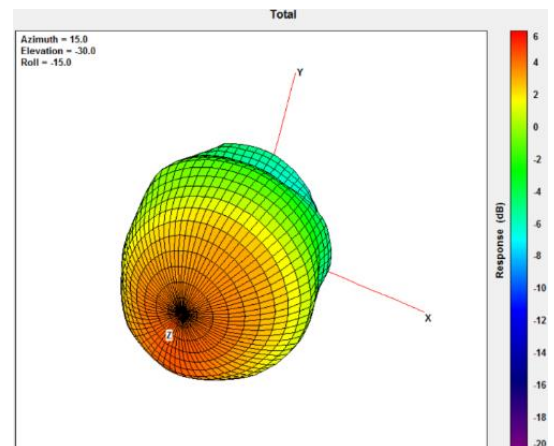 Total
Azimuth = 15.0
Elevation = -30.0
Roll = -15.0
Y
X
Z
6
4
2
0
-2
-4
-6
-8
-10
-12
-14
-16
-18
-20
Response (dB)